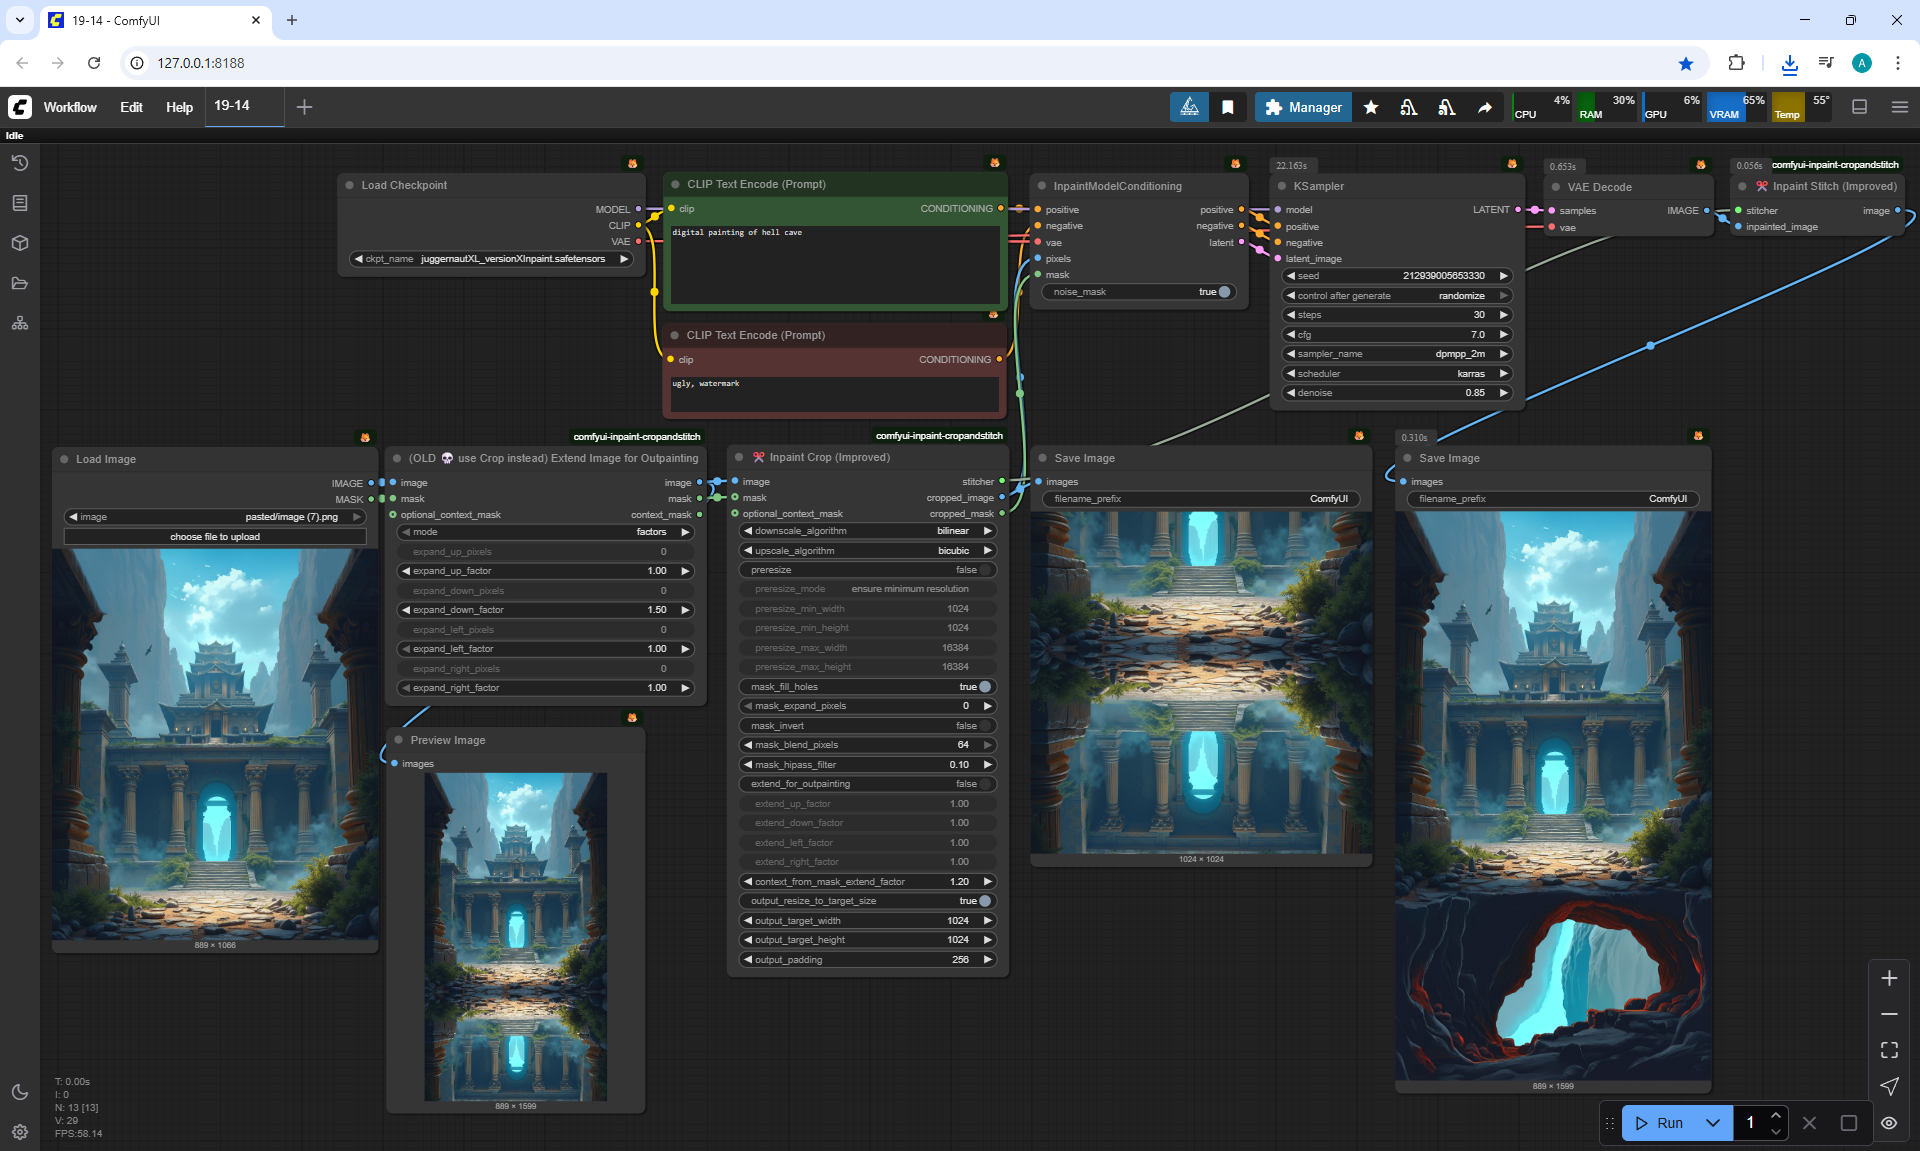 19-14 - ComfyUI
127.0.0.1:8188
Workflow Edit Help 19-14
Manager
4% CPU 30% RAM 6% GPU 65% VRAM 55° Temp
Idle
Load Checkpoint
MODEL
CLIP
VAE
ckpt_name juggernautXL_versionXInpaint.safetensors
CLIP Text Encode (Prompt)
clip CONDITIONING
digital painting of hell cave
CLIP Text Encode (Prompt)
clip CONDITIONING
ugly, watermark
InpaintModelConditioning
positive positive
negative negative
vae latent
pixels
mask
noise_mask true
22.163s
KSampler
model LATENT
positive
negative
latent_image
seed 212939005653330
control after generate randomize
steps 30
cfg 7.0
sampler_name dpmpp_2m
scheduler karras
denoise 0.85
0.653s
VAE Decode
samples IMAGE
vae
0.056s comfyui-inpaint-cropandstitch
Inpaint Stitch (Improved)
stitcher image
inpainted_image
Load Image
IMAGE
MASK
image pasted/image (7).png
choose file to upload
889 × 1066
comfyui-inpaint-cropandstitch
(OLD 💀 use Crop instead) Extend Image for Outpainting
image image
mask mask
optional_context_mask context_mask
mode factors
expand_up_pixels 0
expand_up_factor 1.00
expand_down_pixels 0
expand_down_factor 1.50
expand_left_pixels 0
expand_left_factor 1.00
expand_right_pixels 0
expand_right_factor 1.00
Preview Image
images
889 × 1599
comfyui-inpaint-cropandstitch
Inpaint Crop (Improved)
image stitcher
mask cropped_image
optional_context_mask cropped_mask
downscale_algorithm bilinear
upscale_algorithm bicubic
preresize false
preresize_mode ensure minimum resolution
preresize_min_width 1024
preresize_min_height 1024
preresize_max_width 16384
preresize_max_height 16384
mask_fill_holes true
mask_expand_pixels 0
mask_invert false
mask_blend_pixels 64
mask_hipass_filter 0.10
extend_for_outpainting false
extend_up_factor 1.00
extend_down_factor 1.00
extend_left_factor 1.00
extend_right_factor 1.00
context_from_mask_extend_factor 1.20
output_resize_to_target_size true
output_target_width 1024
output_target_height 1024
output_padding 256
Save Image
images
filename_prefix ComfyUI
1024 × 1024
0.310s
Save Image
images
filename_prefix ComfyUI
889 × 1599
T: 0.00s
I: 0
N: 13 [13]
V: 29
FPS:58.14
Run 1
A